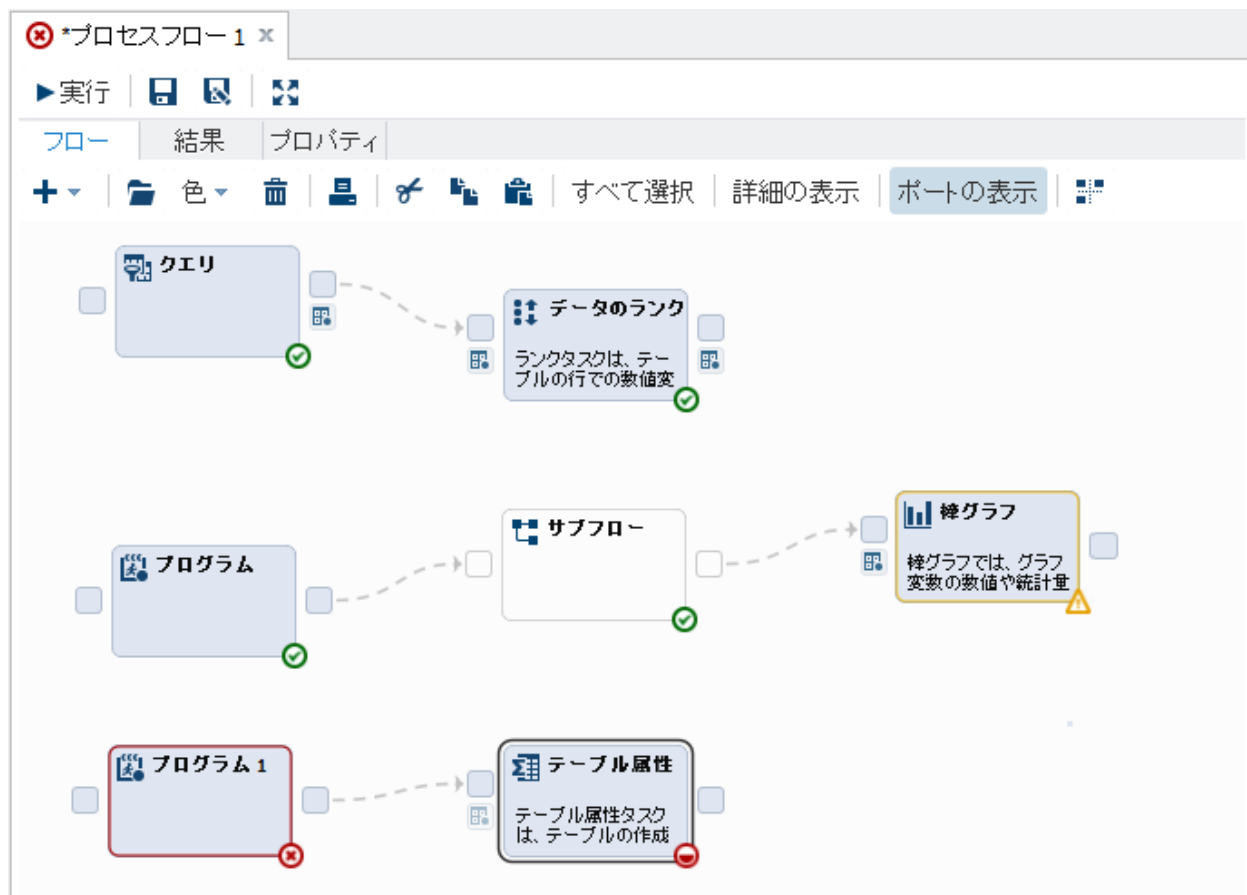 *プロセスフロー 1 x
実行
フロー 結果 プロパティ
色 すべて選択 詳細の表示 ポートの表示
クエリ
データのランク
ランクタスクは、テー
ブルの行での数値変
棒グラフ
棒グラフでは、グラフ
変数の数値や統計量
サブフロー
プログラム
プログラム 1
テーブル属性
テーブル属性タスク
は、テーブルの作成